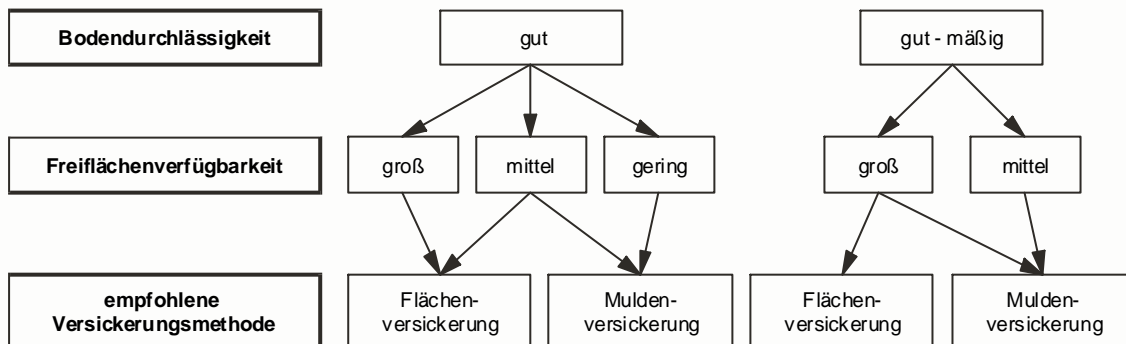 Bodendurchlässigkeit
gut
gut - mäßig
Freiflächenverfügbarkeit
groß
mittel
gering
groß
mittel
empfohlene
Versickerungsmethode
Flächen-
versickerung
Mulden-
versickerung
Flächen-
versickerung
Mulden-
versickerung